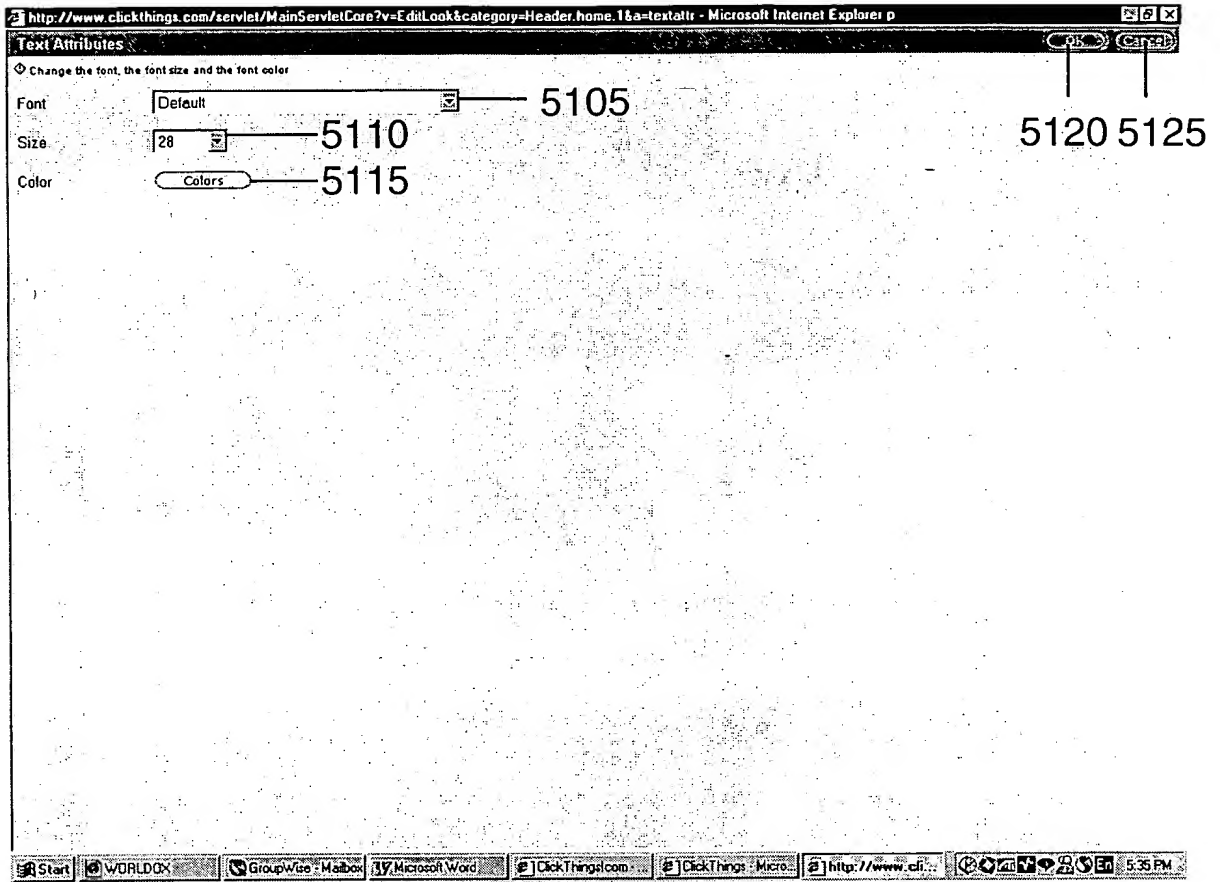 http://www.clickthings.com/servlet/MainServletCore?v=EditLook&category=Header.home.1&a=textattr - Microsoft Internet Explorer p
Text Attributes OK Cancel
Change the font, the font size and the font color
Font Default 5105
Size 28 5110 5120 5125
Color Colors 5115
Start WORLDOX GroupWise - Mailbox Microsoft Word ClickThings!com - ... ClickThings - Micro... http://www.cli... En 5:35 PM